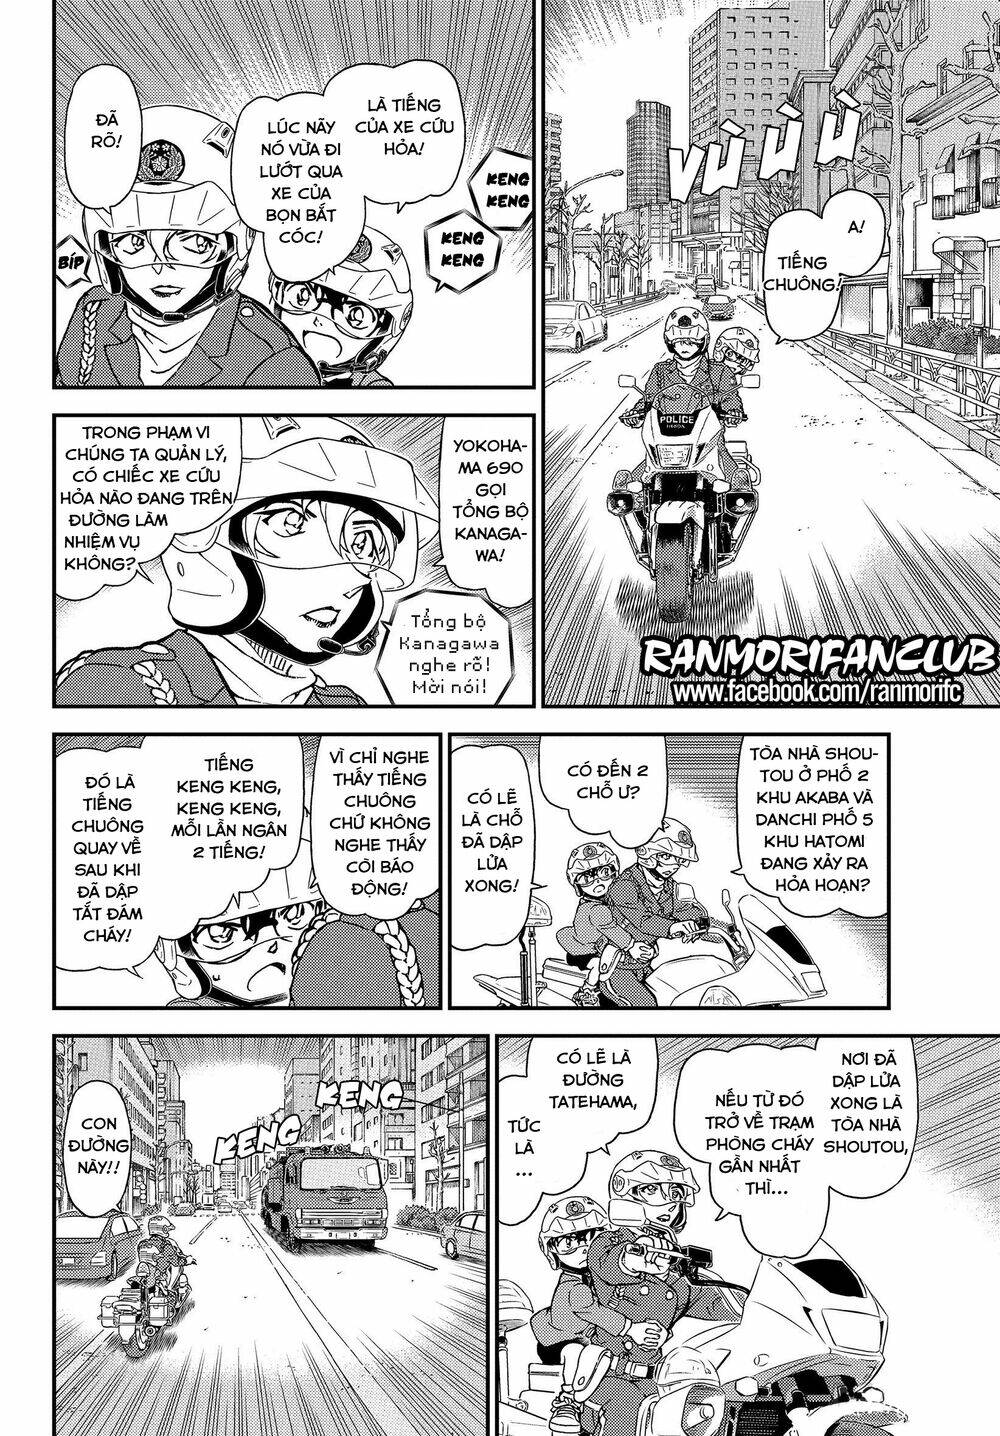 VÙ Ù Ù
A!
TIẾNG
CHUÔNG!
POLICE
HONDA
RANMORIFANCLUB
www.facebook.com/ranmorifc
KENG
KENG
KENG
KENG
LÀ TIẾNG
CỦA XE CỨU
HỎA!
LÚC NÃY
NÓ VỪA ĐI
LƯỚT QUA
XE CỦA
BỌN BẮT
CÓC!
ĐÃ
RÕ!
BÍP
YOKOHA-
MA 690
GỌI
TỔNG BỘ
KANAGA-
WA!
Tổng bộ
Kanagawa
nghe rõ!
Mời nói!
TRONG PHẠM VI
CHÚNG TA QUẢN LÝ,
CÓ CHIẾC XE CỨU
HỎA NÀO ĐANG TRÊN
ĐƯỜNG LÀM
NHIỆM VỤ
KHÔNG?
TÒA NHÀ SHOU-
TOU Ở PHỐ 2
KHU AKABA VÀ
DANCHI PHỐ 5
KHU HATOMI
ĐANG XẢY RA
HỎA HOẠN?
CÓ ĐẾN 2
CHỖ Ư?
CÓ LẼ
LÀ CHỖ
ĐÃ DẬP
LỬA
XONG!
VÌ CHỈ NGHE
THẤY TIẾNG
CHUÔNG
CHỨ KHÔNG
NGHE THẤY
CÒI BÁO
ĐỘNG!
TIẾNG
KENG KENG,
KENG KENG,
MỖI LẦN NGÂN
2 TIẾNG!
ĐÓ LÀ
TIẾNG
CHUÔNG
QUAY VỀ
SAU KHI
ĐÃ DẬP
TẮT ĐÁM
CHÁY!
NƠI ĐÃ
DẬP LỬA
XONG LÀ
TÒA NHÀ
SHOUTOU,
NẾU TỪ ĐÓ
TRỞ VỀ TRẠM
PHÒNG CHÁY
GẦN NHẤT
THÌ...
CÓ LẼ LÀ
ĐƯỜNG
TATEHAMA,
TỨC
LÀ
...
KENG
KENG
CON
ĐƯỜNG
NÀY!!